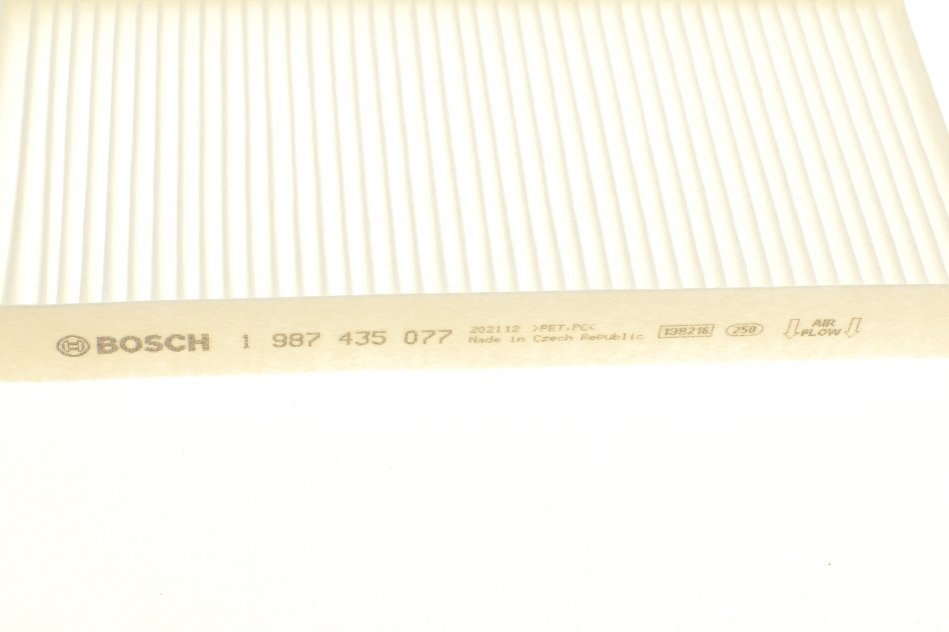 BOSCH 1 987 435 077
202112 >PET.PC<
Made in Czech Republic
138216
250
AIR
FLOW